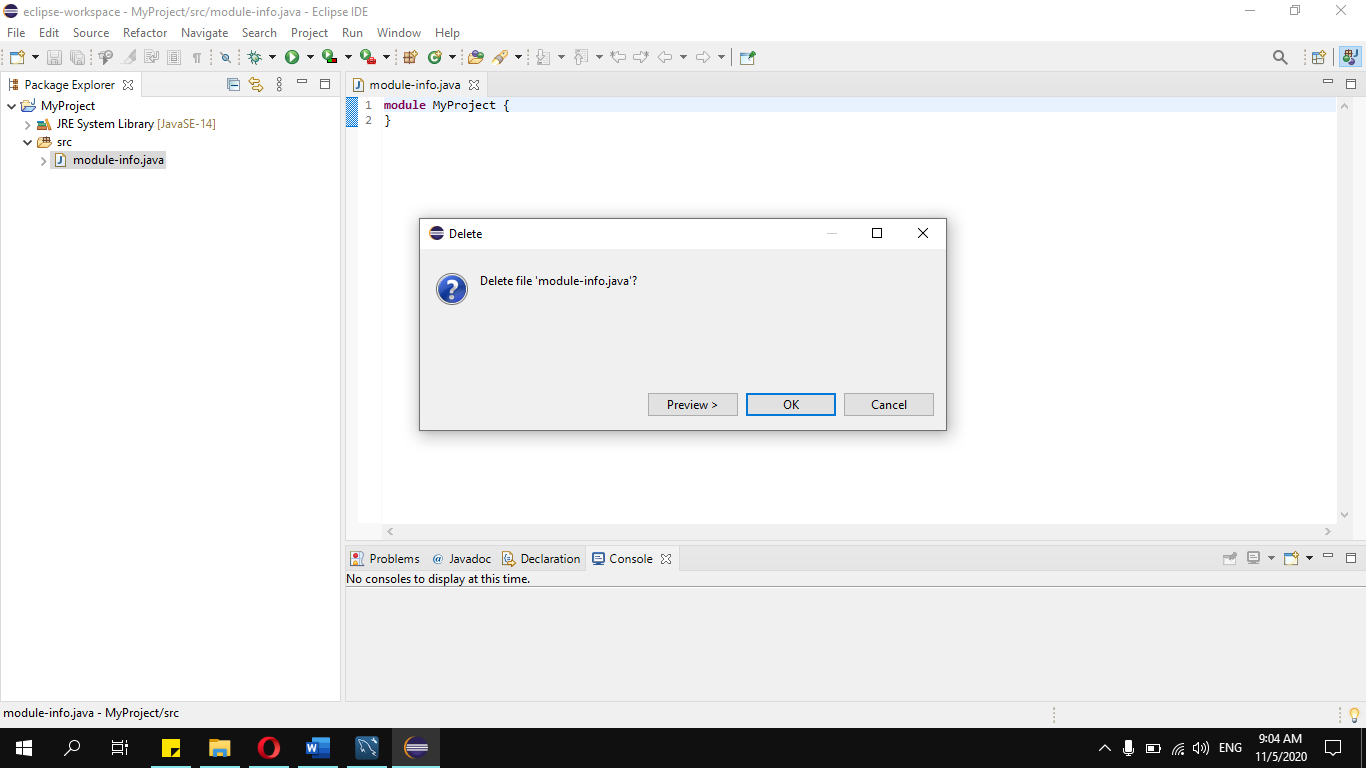 eclipse-workspace - MyProject/src/module-info.java - Eclipse IDE
File Edit Source Refactor Navigate Search Project Run Window Help
Package Explorer
MyProject
JRE System Library [JavaSE-14]
src
module-info.java
module-info.java
1 module MyProject {
2 }
Delete
Delete file 'module-info.java'?
Preview > OK Cancel
Problems @ Javadoc Declaration Console
No consoles to display at this time.
module-info.java - MyProject/src
ENG
9:04 AM
11/5/2020